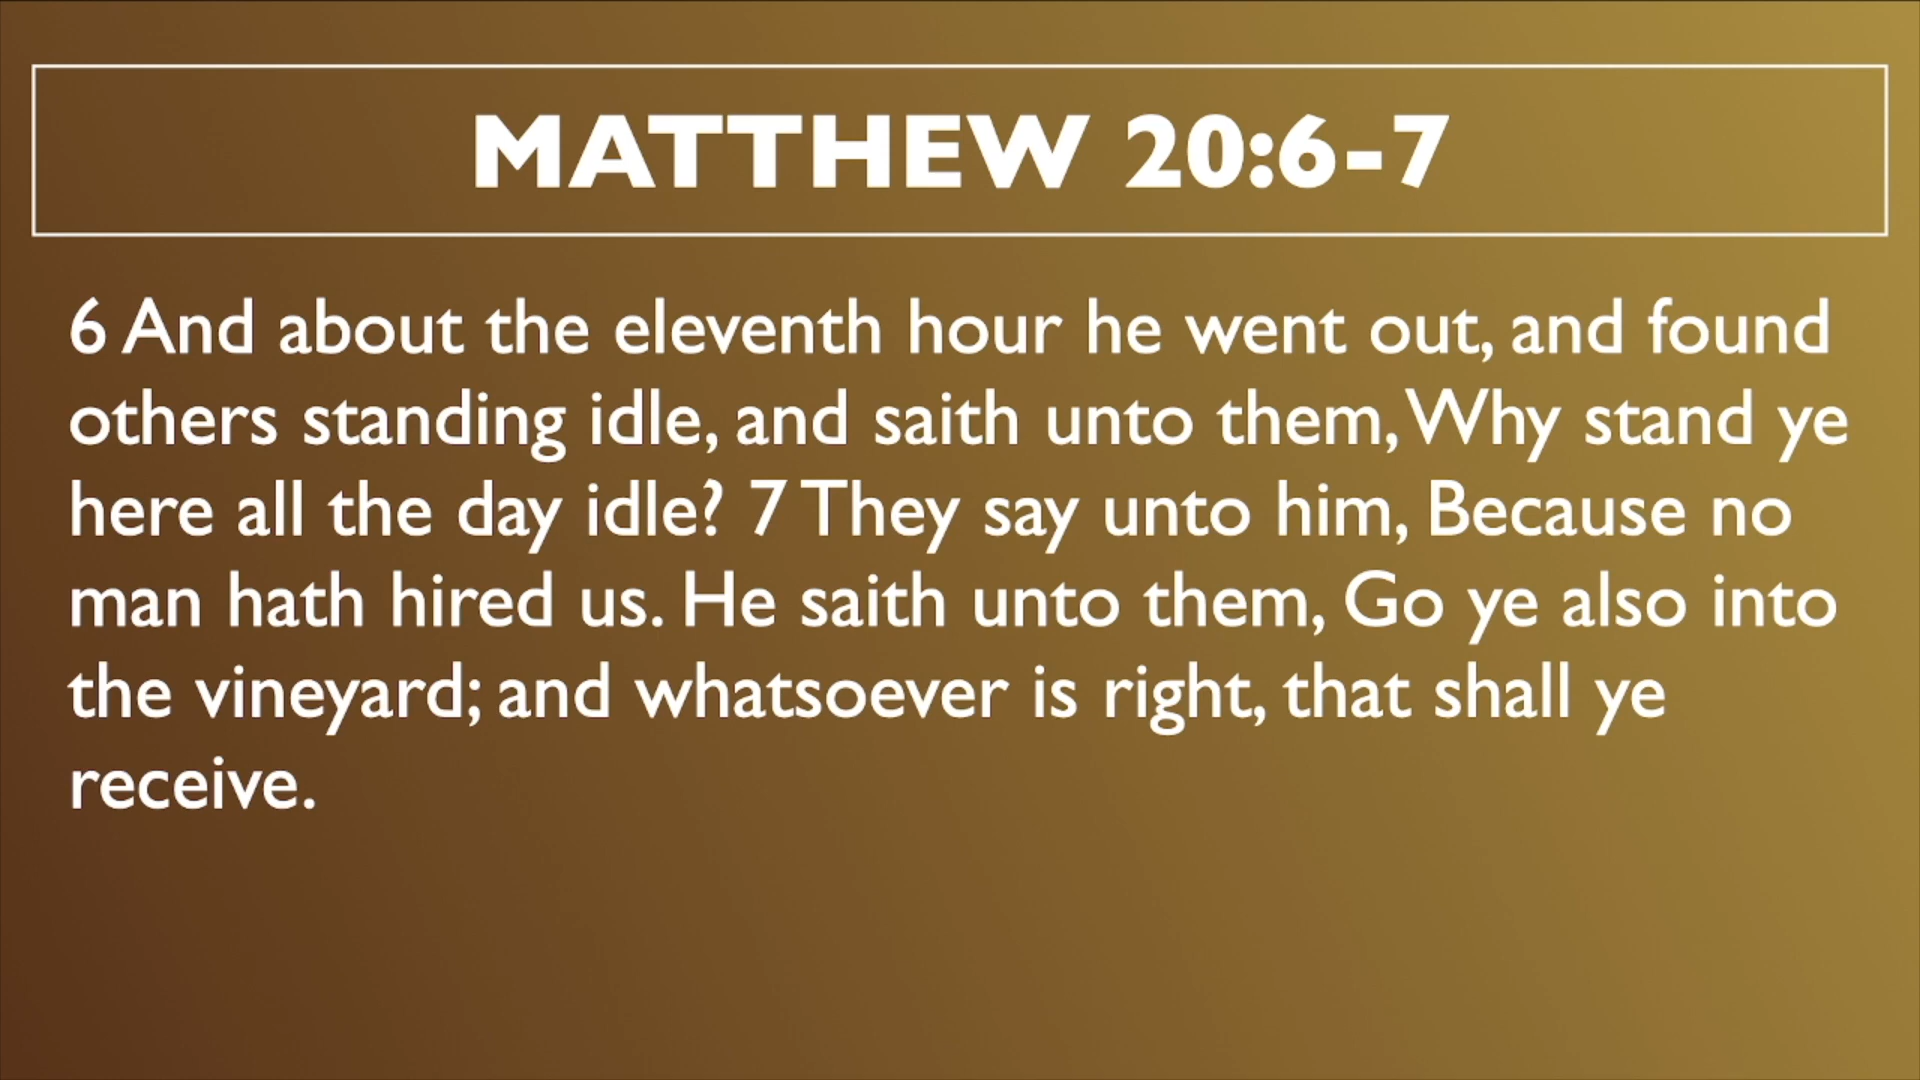 MATTHEW 20:6-7
6 And about the eleventh hour he went out, and found
others standing idle, and saith unto them, Why stand ye
here all the day idle? 7 They say unto him, Because no
man hath hired us. He saith unto them, Go ye also into
the vineyard; and whatsoever is right, that shall ye
receive.